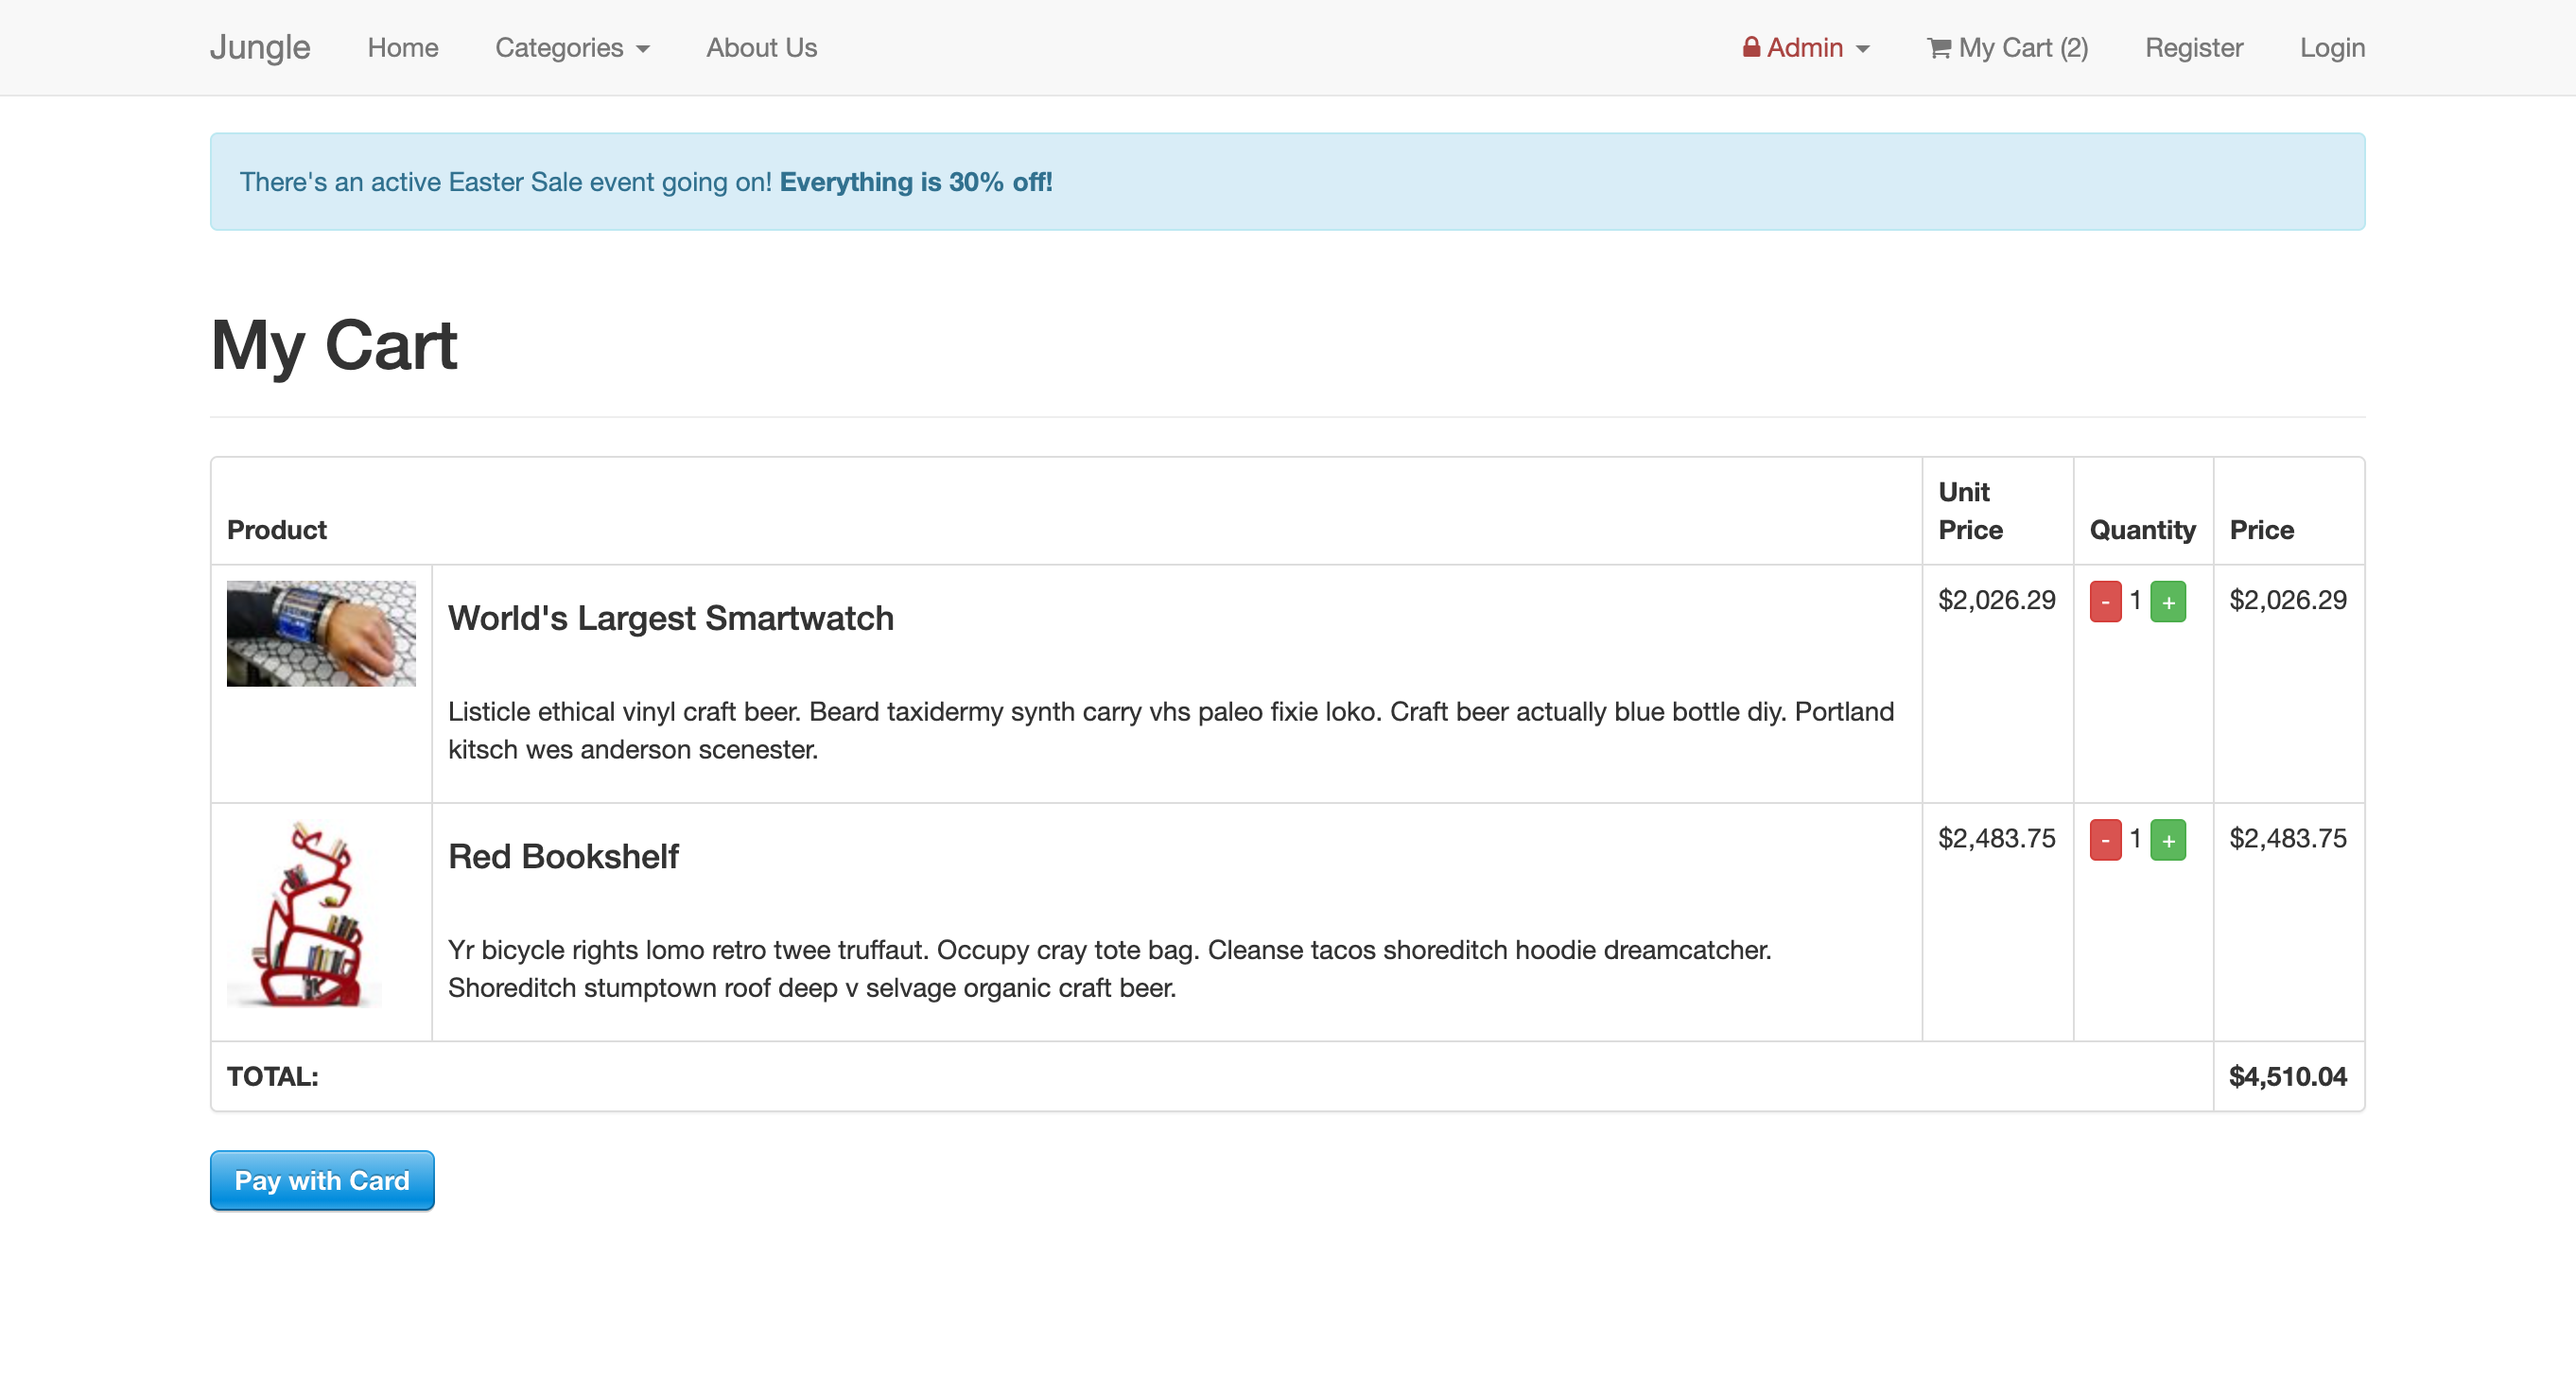 Jungle Home Categories About Us Admin My Cart (2) Register Login
There's an active Easter Sale event going on! Everything is 30% off!
My Cart
Product Unit Price Quantity Price
World's Largest Smartwatch $2,026.29 - 1 + $2,026.29
Listicle ethical vinyl craft beer. Beard taxidermy synth carry vhs paleo fixie loko. Craft beer actually blue bottle diy. Portland
kitsch wes anderson scenester.
Red Bookshelf $2,483.75 - 1 + $2,483.75
Yr bicycle rights lomo retro twee truffaut. Occupy cray tote bag. Cleanse tacos shoreditch hoodie dreamcatcher.
Shoreditch stumptown roof deep v selvage organic craft beer.
TOTAL: $4,510.04
Pay with Card